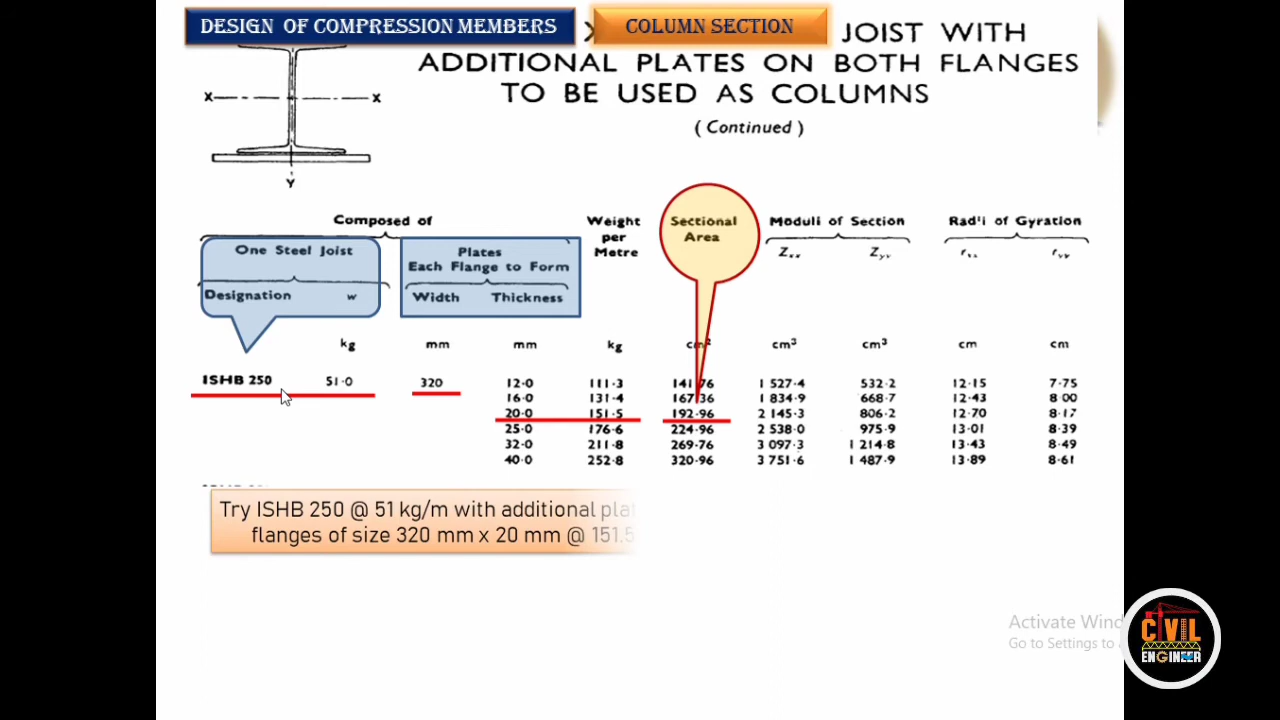 DESIGN OF COMPRESSION MEMBERS
COLUMN SECTION
JOIST WITH
ADDITIONAL PLATES ON BOTH FLANGES
TO BE USED AS COLUMNS
( Continued )
X X
Y
Composed of Weight per Metre Sectional Area Moduli of Section Rad'i of Gyration
One Steel Joist Plates Each Flange to Form Zxx Zyy rxx ryy
Designation w Width Thickness
kg mm mm kg cm² cm³ cm³ cm cm
ISHB 250 51·0 320 12·0 111·3 141·76 1 527·4 532·2 12·15 7·75
16·0 131·4 167·36 1 834·9 668·7 12·43 8·00
20·0 151·5 192·96 2 145·3 806·2 12·70 8·17
25·0 176·6 224·96 2 538·0 975·9 13·01 8·39
32·0 211·8 269·76 3 097·3 1 214·8 13·43 8·49
40·0 252·8 320·96 3 751·6 1 487·9 13·89 8·61
Try ISHB 250 @ 51 kg/m with additional plat
flanges of size 320 mm x 20 mm @ 151.5
Activate Wind
Go to Settings to
CIVIL
ENGINEER